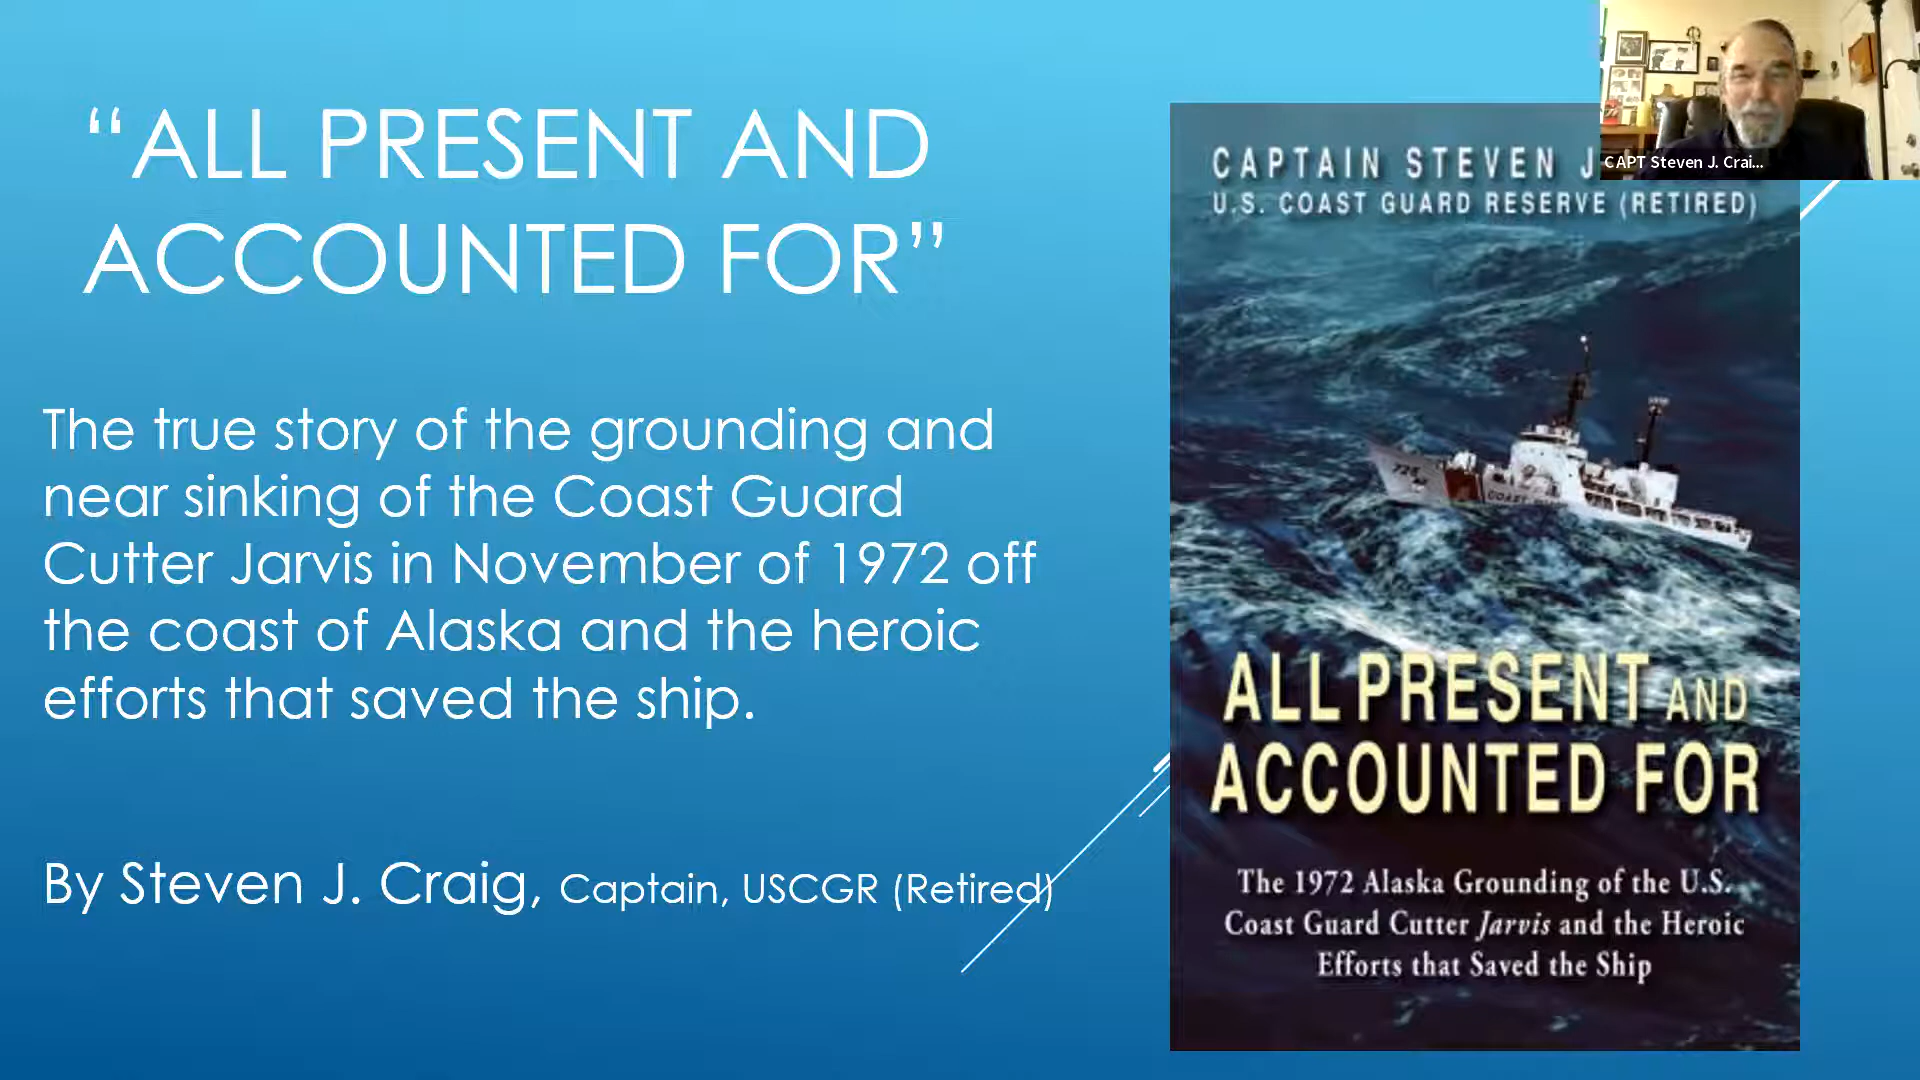 “ALL PRESENT AND
ACCOUNTED FOR”
The true story of the grounding and
near sinking of the Coast Guard
Cutter Jarvis in November of 1972 off
the coast of Alaska and the heroic
efforts that saved the ship.
By Steven J. Craig, Captain, USCGR (Retired)
CAPTAIN STEVEN J
U.S. COAST GUARD RESERVE (RETIRED)
CAPT Steven J. Crai...
COAST
ALL PRESENT AND
ACCOUNTED FOR
The 1972 Alaska Grounding of the U.S.
Coast Guard Cutter Jarvis and the Heroic
Efforts that Saved the Ship